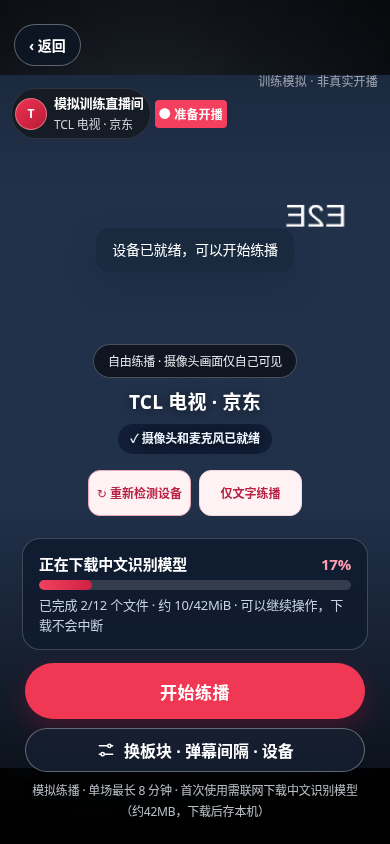 ‹ 返回
训练模拟 · 非真实开播
T
模拟训练直播间
TCL 电视 · 京东
准备开播
E2E
设备已就绪，可以开始练播
自由练播 · 摄像头画面仅自己可见
TCL 电视 · 京东
✓ 摄像头和麦克风已就绪
↻ 重新检测设备
仅文字练播
正在下载中文识别模型 17%
已完成 2/12 个文件 · 约 10/42MiB · 可以继续操作，下
载不会中断
开始练播
换板块 · 弹幕间隔 · 设备
模拟练播 · 单场最长 8 分钟 · 首次使用需联网下载中文识别模型
（约42MB，下载后存本机）